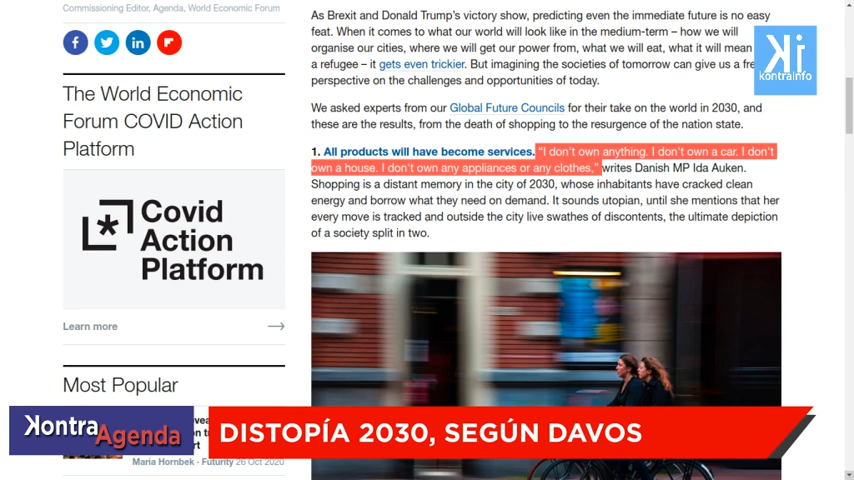 Commissioning Editor, Agenda, World Economic Forum
The World Economic
Forum COVID Action
Platform
Covid
Action
Platform
Learn more
Most Popular
Maria Hornbek - Futurity 26 Oct 2020
As Brexit and Donald Trump's victory show, predicting even the immediate future is no easy
feat. When it comes to what our world will look like in the medium-term – how we will
organise our cities, where we will get our power from, what we will eat, what it will mean
a refugee – it gets even trickier. But imagining the societies of tomorrow can give us a
perspective on the challenges and opportunities of today.
We asked experts from our Global Future Councils for their take on the world in 2030, and
these are the results, from the death of shopping to the resurgence of the nation state.
1. All products will have become services. “I don't own anything. I don't own a car. I don't
own a house. I don't own any appliances or any clothes,” writes Danish MP Ida Auken.
Shopping is a distant memory in the city of 2030, whose inhabitants have cracked clean
energy and borrow what they need on demand. It sounds utopian, until she mentions that her
every move is tracked and outside the city live swathes of discontents, the ultimate depiction
of a society split in two.
Ki
kontrainfo
Kontra
Agenda
DISTOPÍA 2030, SEGÚN DAVOS